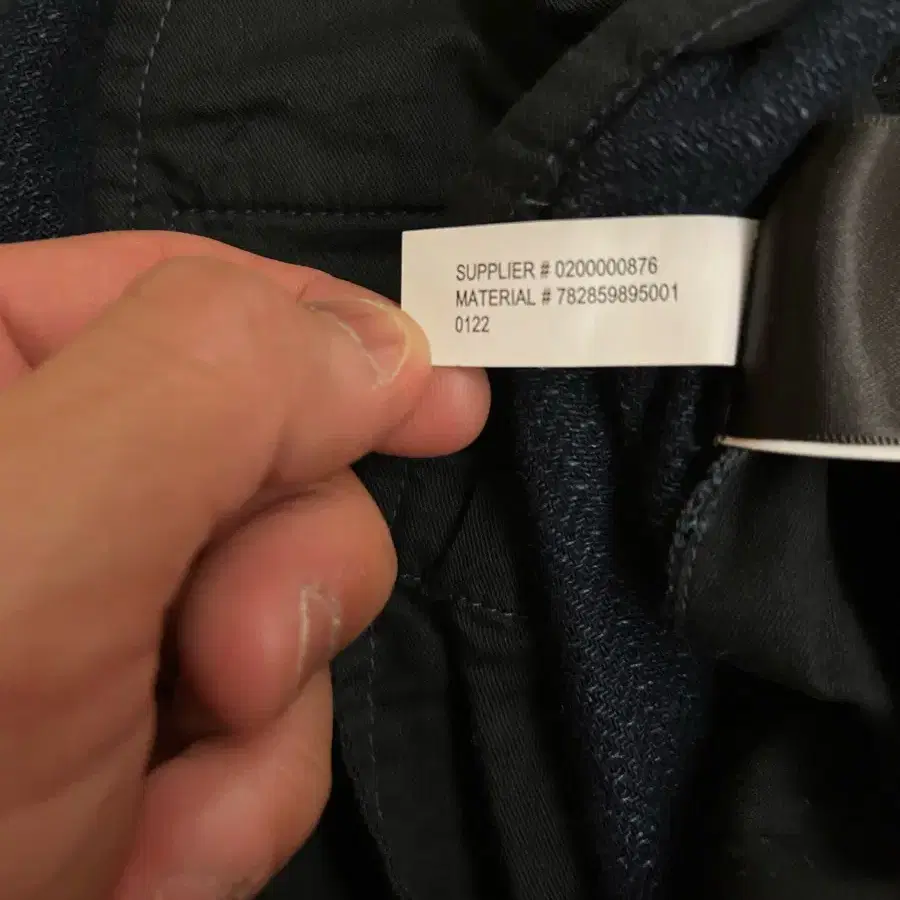 SUPPLIER # 0200000876
MATERIAL # 782859895001
0122